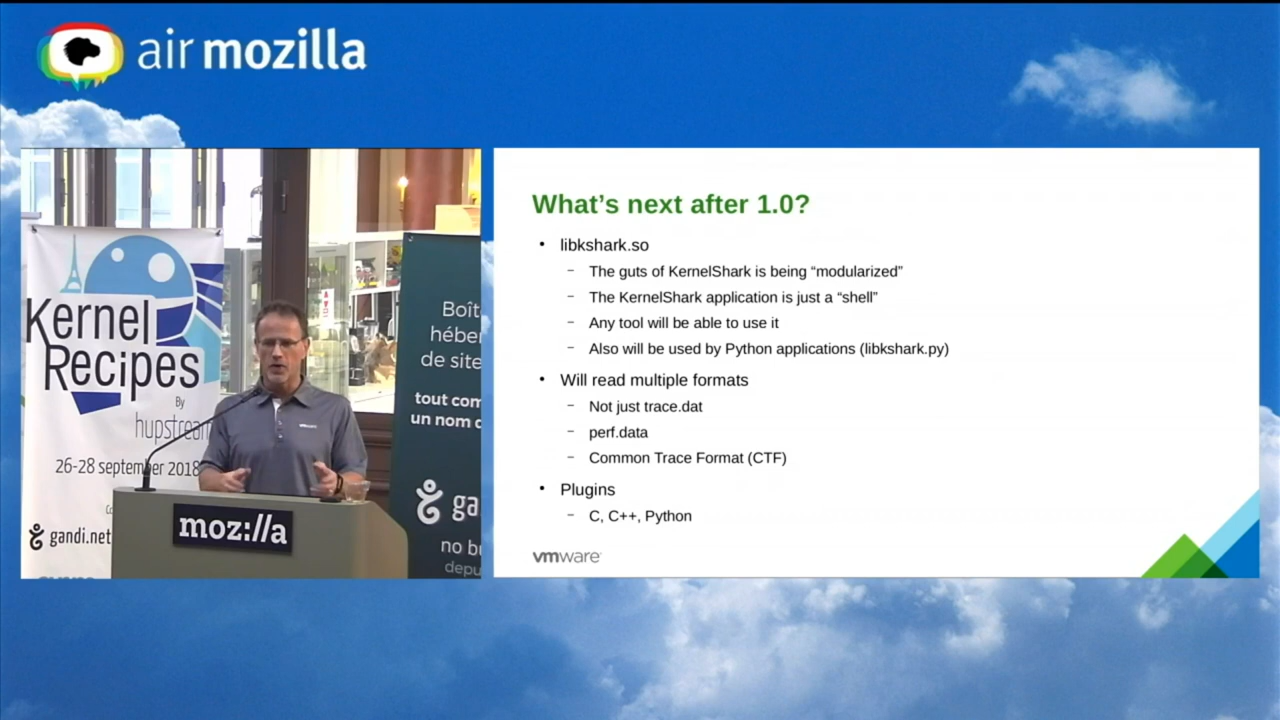 air mozilla
Kernel
Recipes
By
hupstream
26-28 september 2018
gandi.net
moz://a
vmware
Boît
hébe
de site
tout com
un nom d
ga
no bu
depu
What's next after 1.0?
• libkshark.so
– The guts of KernelShark is being “modularized”
– The KernelShark application is just a “shell”
– Any tool will be able to use it
– Also will be used by Python applications (libkshark.py)
• Will read multiple formats
– Not just trace.dat
– perf.data
– Common Trace Format (CTF)
• Plugins
– C, C++, Python
vmware